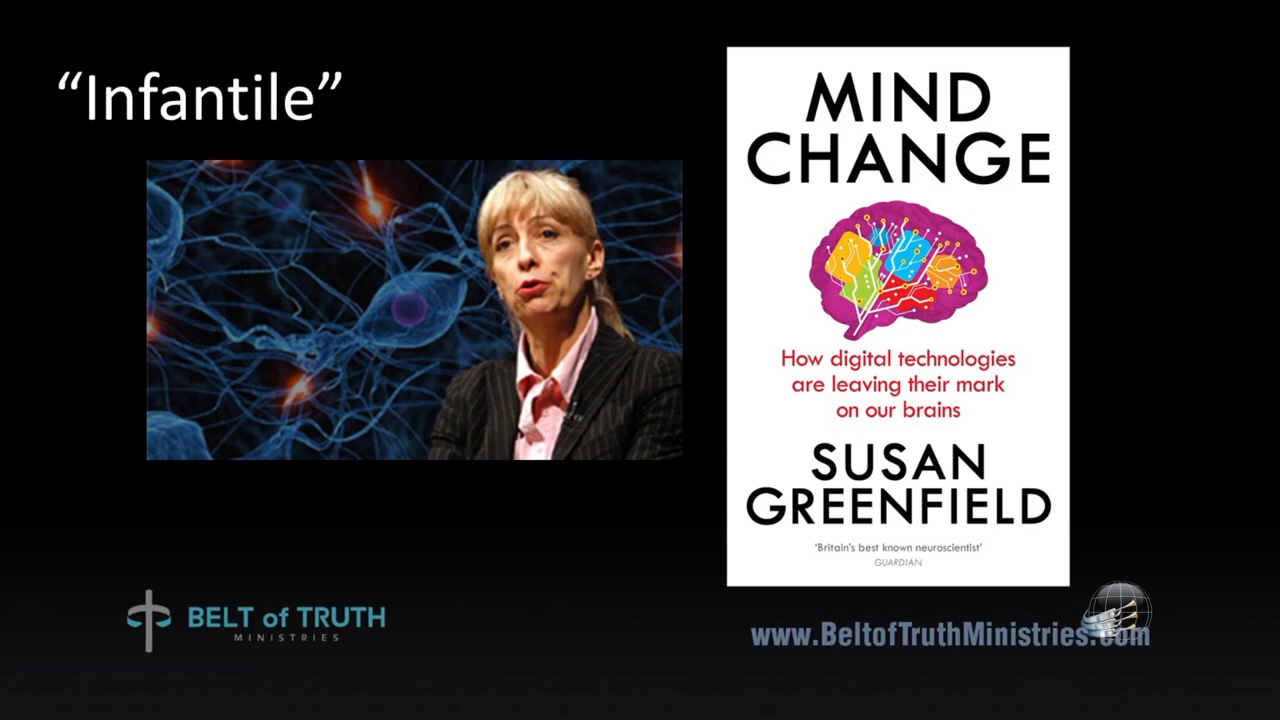 “Infantile”
MIND
CHANGE
How digital technologies
are leaving their mark
on our brains
SUSAN
GREENFIELD
‘Britain’s best known neuroscientist’
GUARDIAN
BELT of TRUTH
MINISTRIES
www.BeltofTruthMinistries.com